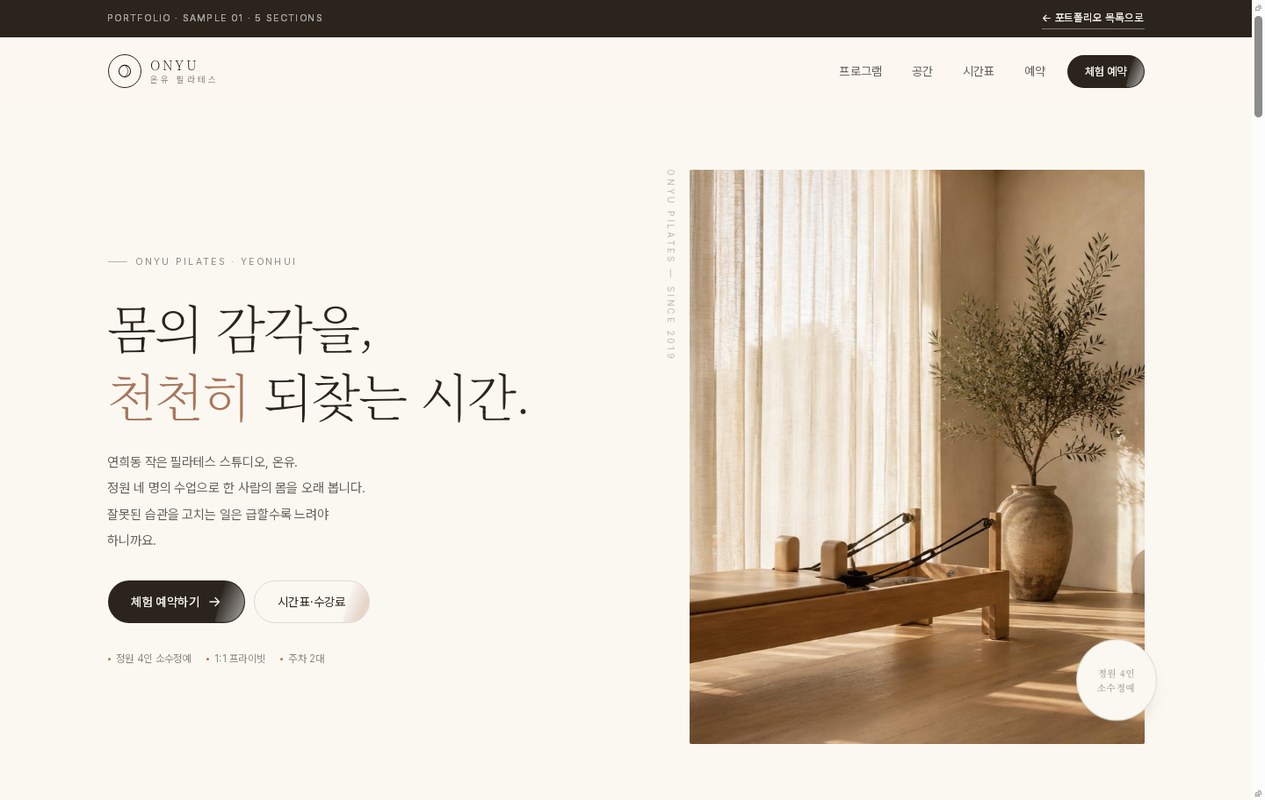 PORTFOLIO · SAMPLE 01 · 5 SECTIONS
← 포트폴리오 목록으로
ONYU
온유 필라테스
프로그램
공간
시간표
예약
체험 예약
ONYU PILATES · YEONHUI
몸의 감각을,
천천히 되찾는 시간.
연희동 작은 필라테스 스튜디오, 온유.
정원 네 명의 수업으로 한 사람의 몸을 오래 봅니다.
잘못된 습관을 고치는 일은 급할수록 느려야
하니까요.
체험 예약하기 →
시간표·수강료
• 정원 4인 소수정예
• 1:1 프라이빗
• 주차 2대
ONYU PILATES — SINCE 2019
정원 4인
소수정예